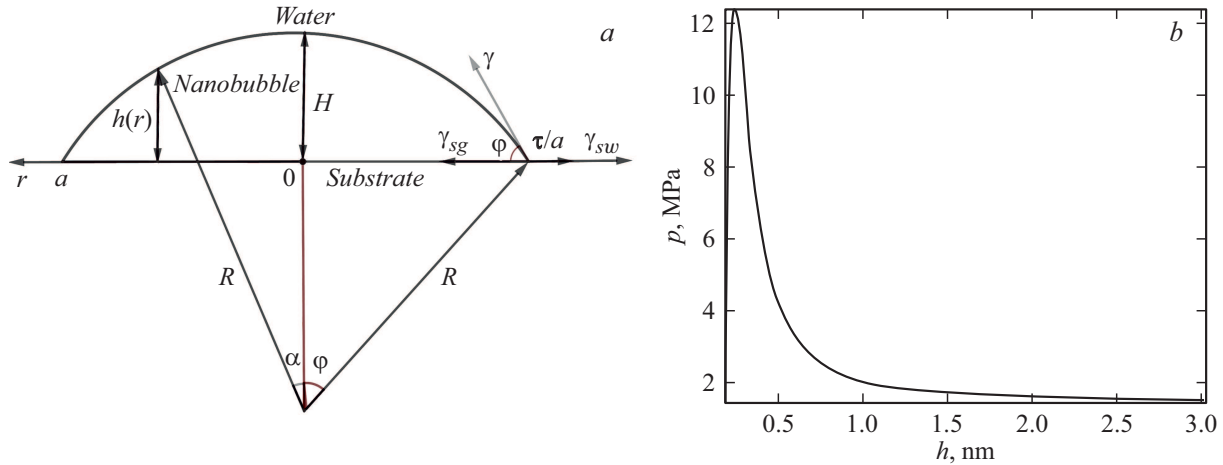 Water
a
Nanobubble
γ
h(r)
H
γsg
φ
τ/a
γsw
r
a
0
Substrate
R
R
α
φ
b
p, MPa
12
10
8
6
4
2
0.5
1.0
1.5
2.0
2.5
3.0
h, nm